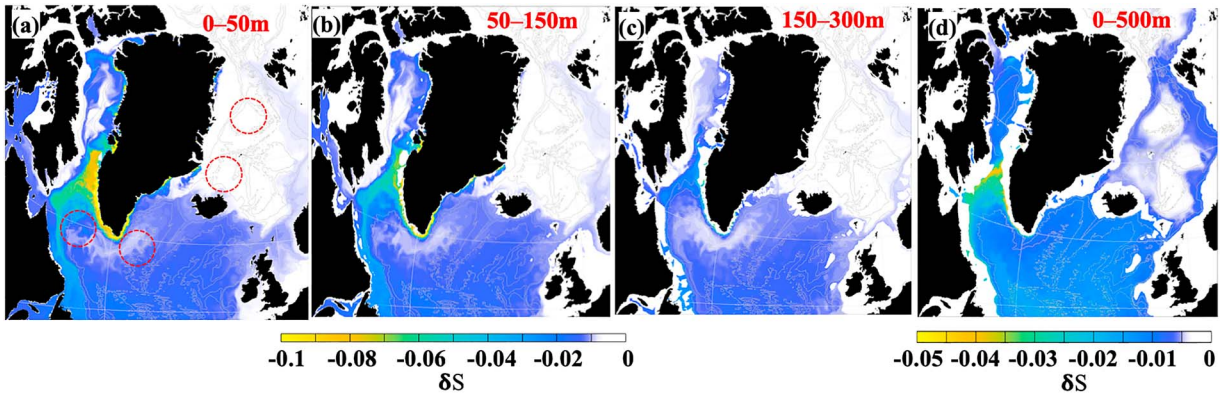 (a) 0–50m (b) 50–150m (c) 150–300m (d) 0–500m
-0.1 -0.08 -0.06 -0.04 -0.02 0 -0.05 -0.04 -0.03 -0.02 -0.01 0
δS δS